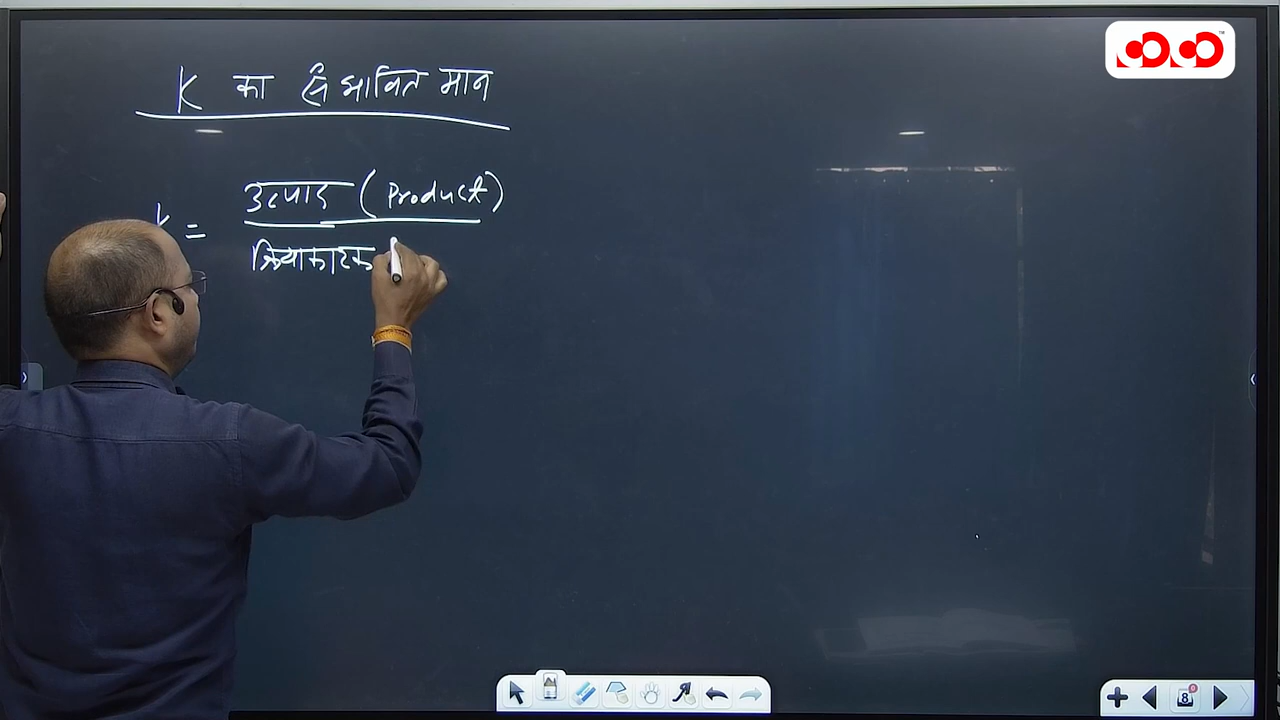 K का संभावित मान
K = उत्पाद (Product)
क्रियाकारक